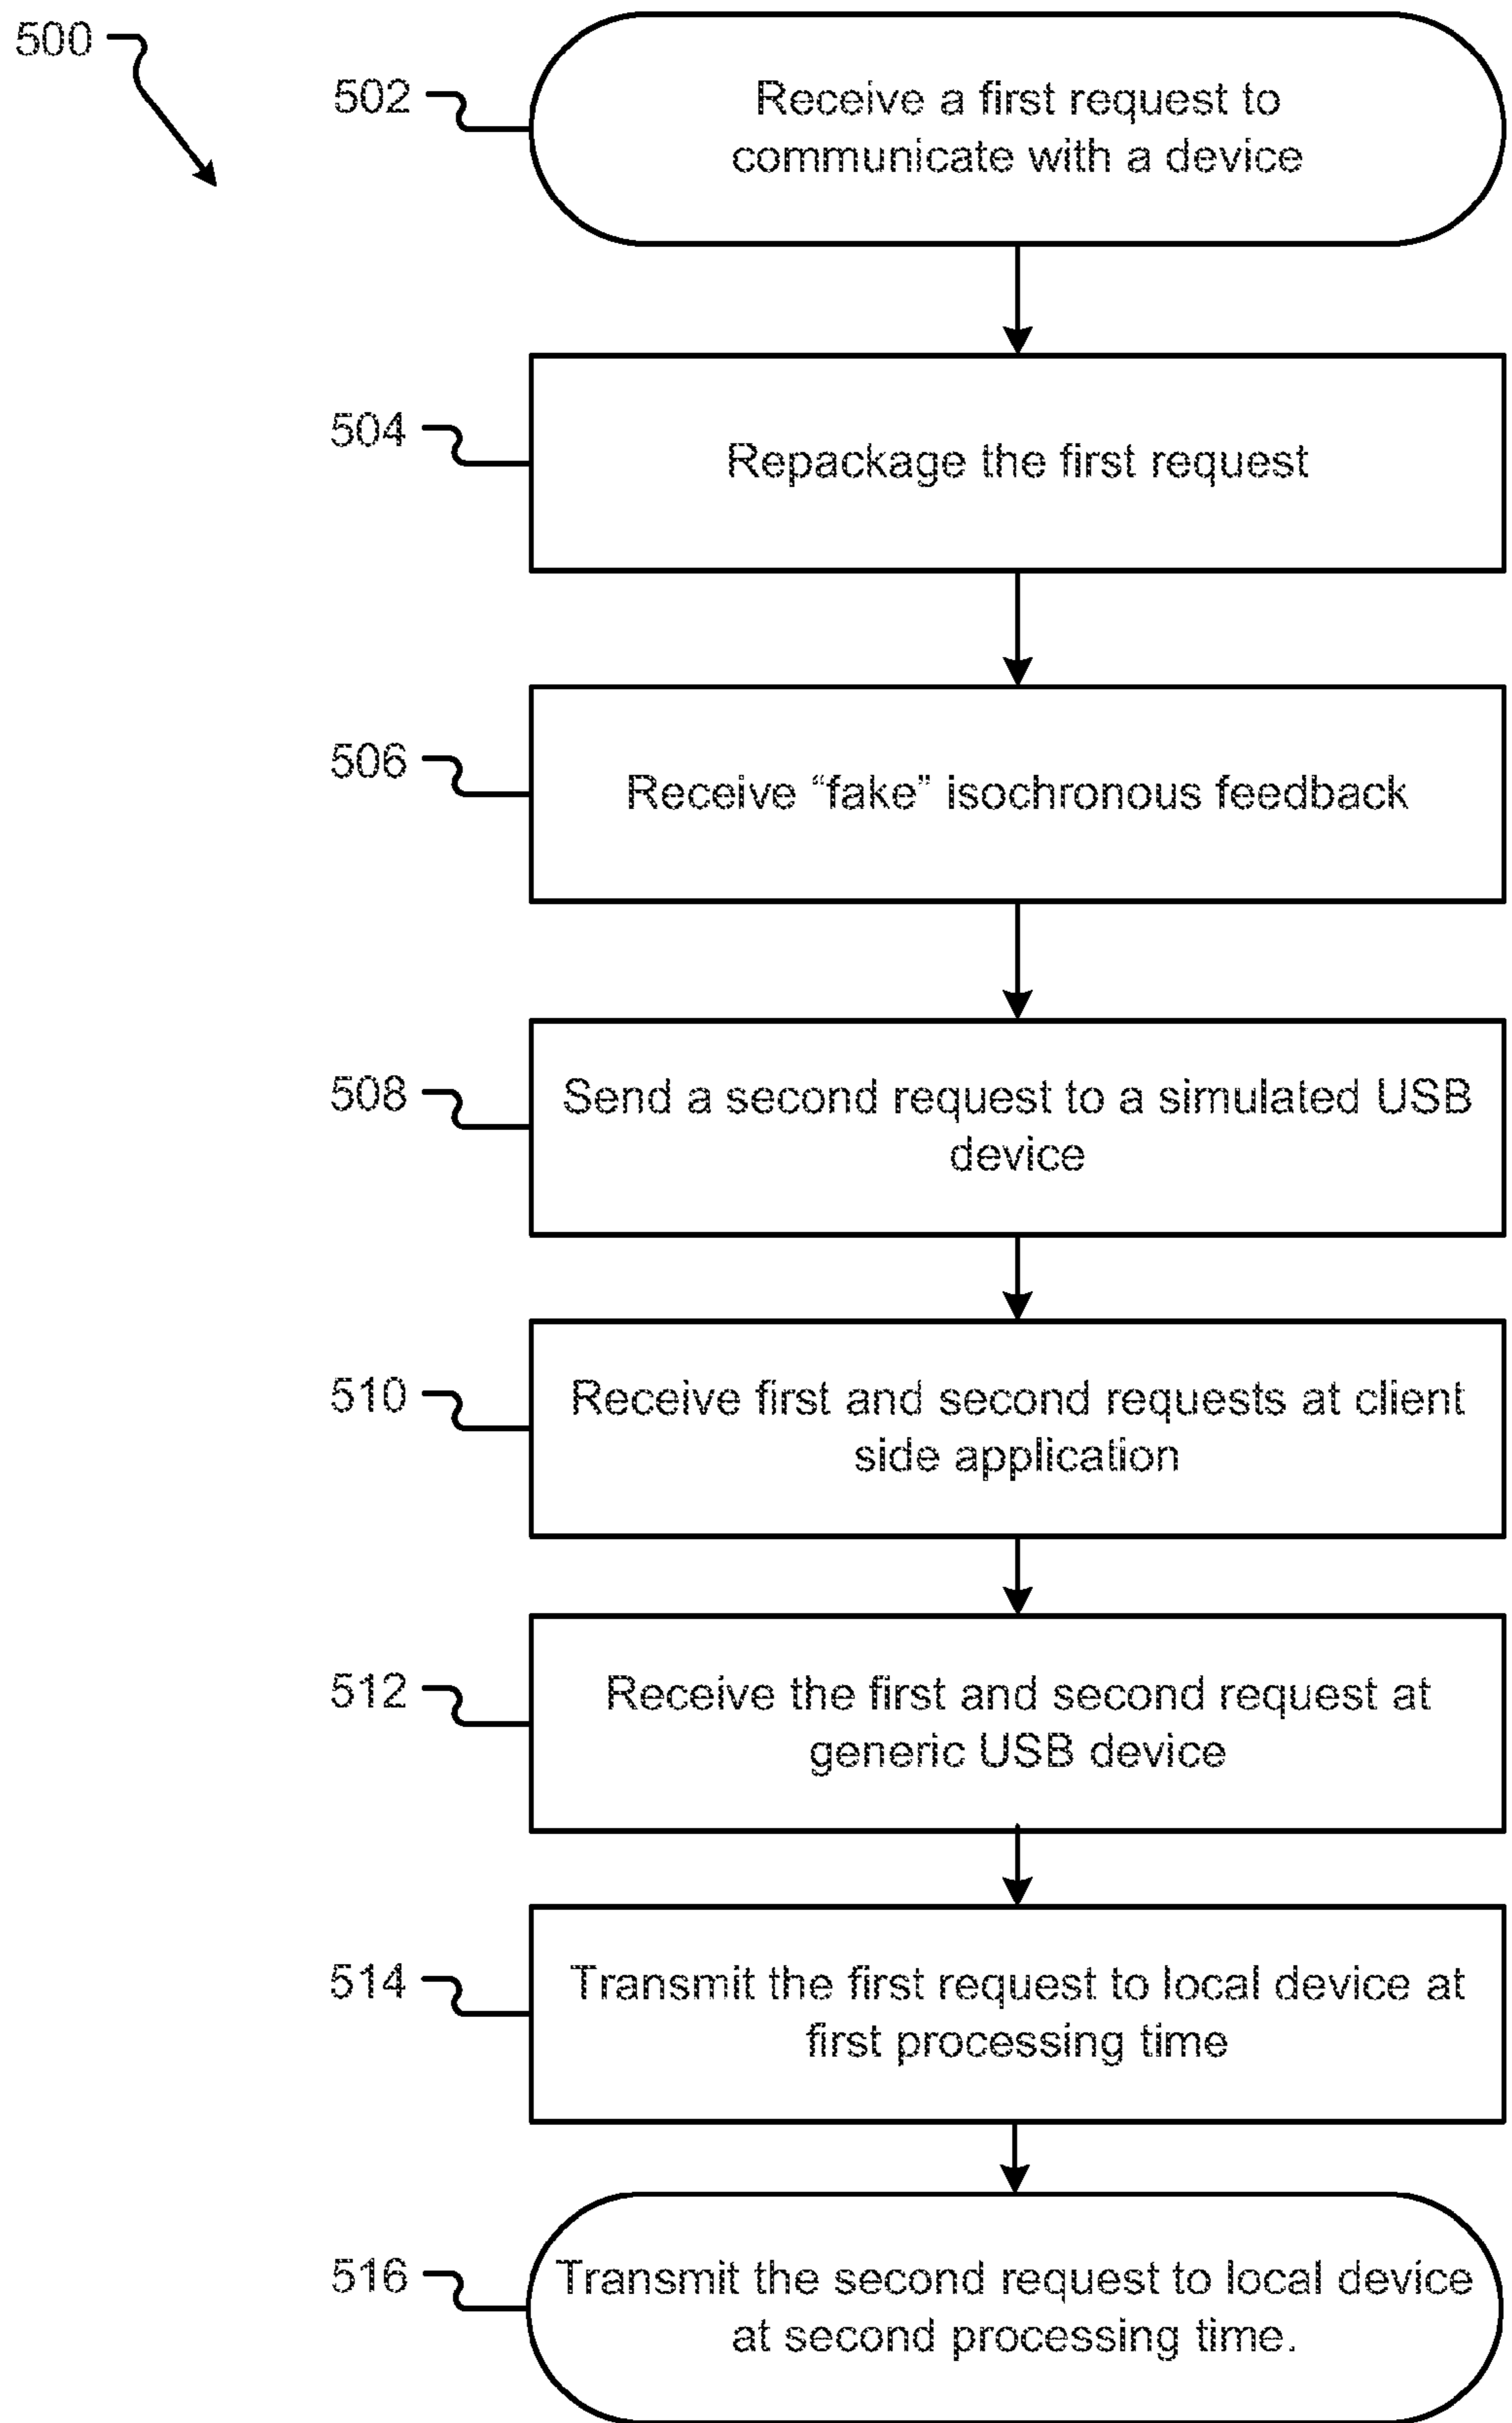 500
502
Receive a first request to
communicate with a device
504
Repackage the first request
506
Receive “fake” isochronous feedback
508
Send a second request to a simulated USB
device
510
Receive first and second requests at client
side application
512
Receive the first and second request at
generic USB device
514
Transmit the first request to local device at
first processing time
516
Transmit the second request to local device
at second processing time.